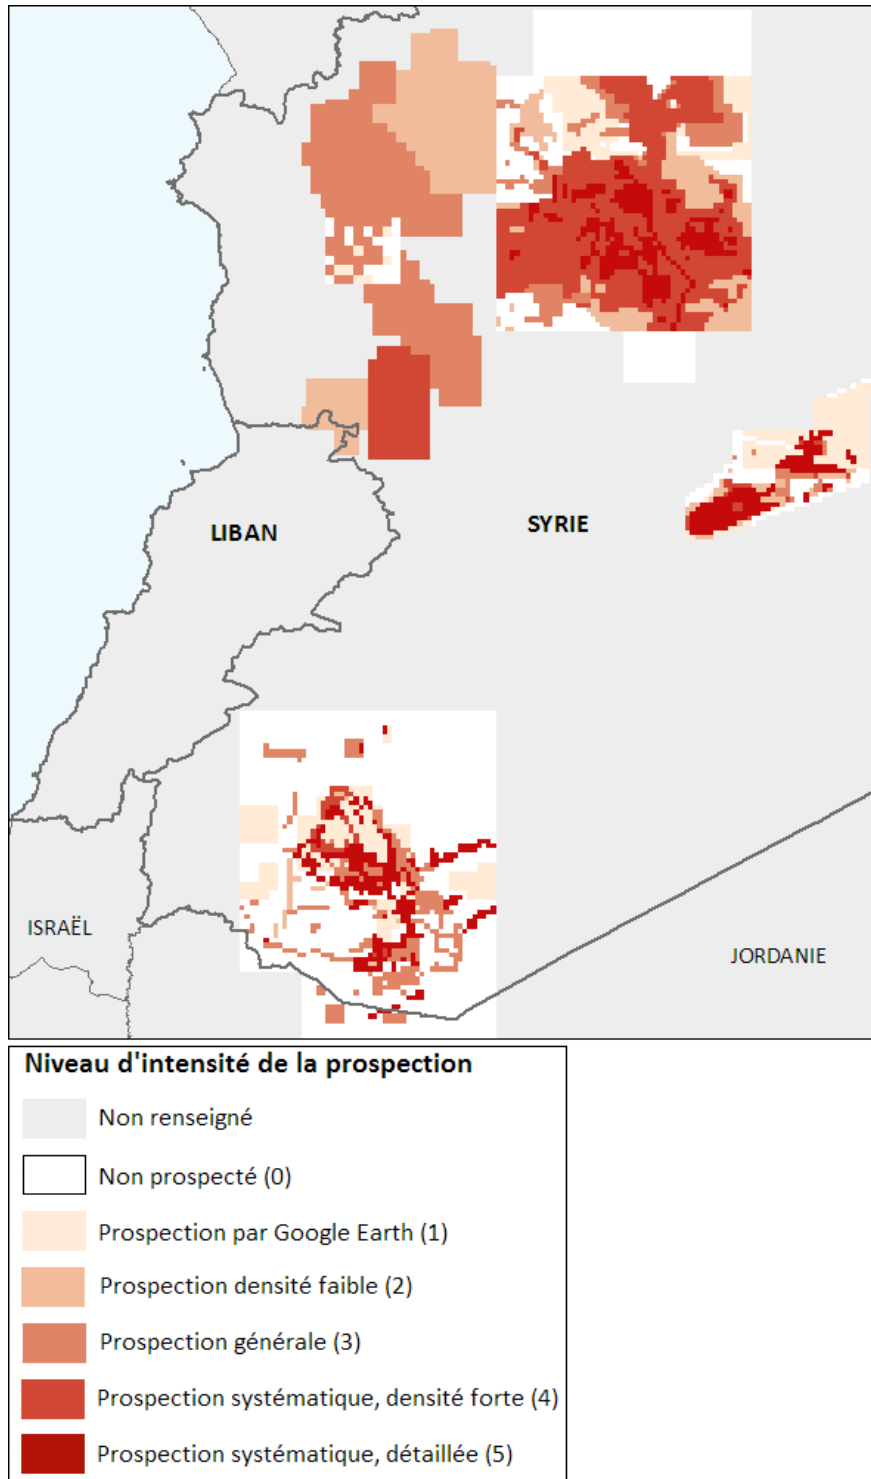 LIBAN
SYRIE
ISRAËL
JORDANIE
Niveau d'intensité de la prospection
Non renseigné
Non prospecté (0)
Prospection par Google Earth (1)
Prospection densité faible (2)
Prospection générale (3)
Prospection systématique, densité forte (4)
Prospection systématique, détaillée (5)